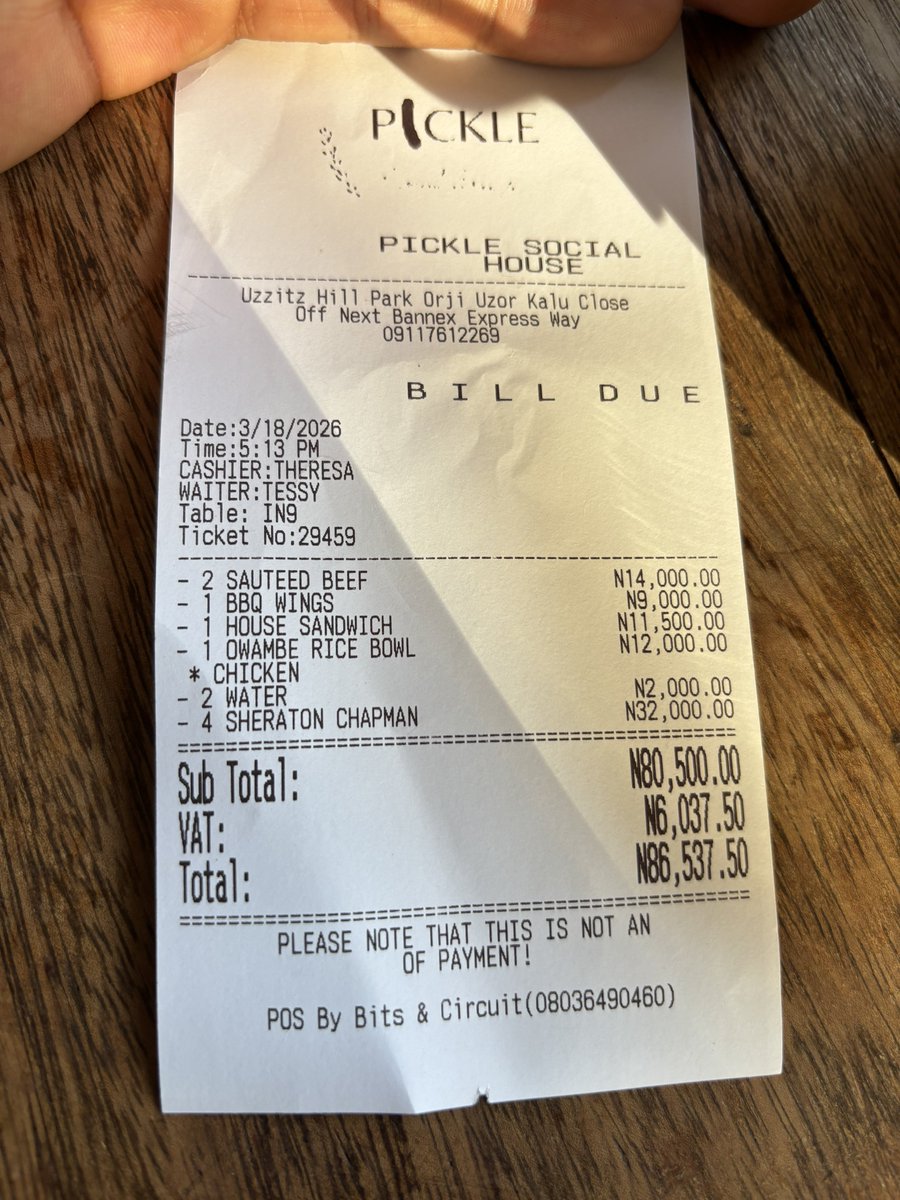 PICKLE
PICKLE SOCIAL
HOUSE
Uzzitz Hill Park Orji Uzor Kalu Close
Off Next Bannex Express Way
09117612269
BILL DUE
Date:3/18/2026
Time:5:13 PM
CASHIER:THERESA
WAITER:TESSY
Table: IN9
Ticket No:29459
- 2 SAUTEED BEEF N14,000.00
- 1 BBQ WINGS N9,000.00
- 1 HOUSE SANDWICH N11,500.00
- 1 OWAMBE RICE BOWL N12,000.00
* CHICKEN
- 2 WATER N2,000.00
- 4 SHERATON CHAPMAN N32,000.00
Sub Total: N80,500.00
VAT: N6,037.50
Total: N86,537.50
PLEASE NOTE THAT THIS IS NOT AN
OF PAYMENT!
POS By Bits & Circuit(08036490460)